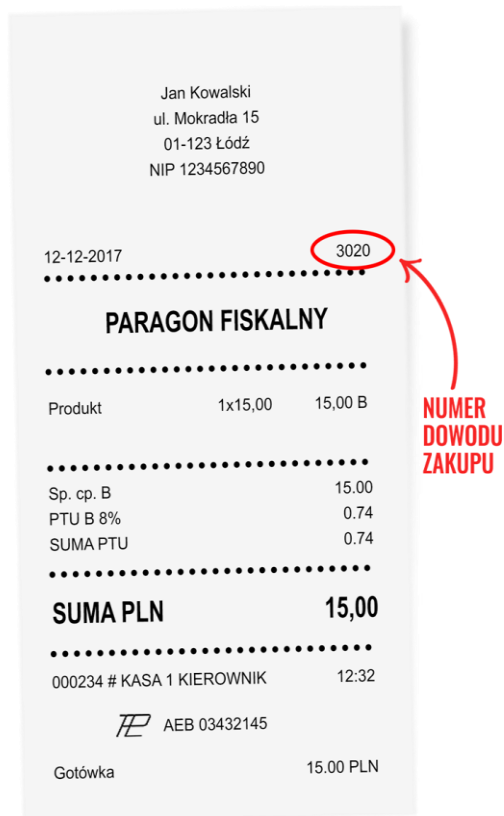 Jan Kowalski
ul. Mokradła 15
01-123 Łódź
NIP 1234567890
12-12-2017 3020
PARAGON FISKALNY
Produkt 1x15,00 15,00 B
Sp. cp. B 15.00
PTU B 8% 0.74
SUMA PTU 0.74
SUMA PLN 15,00
000234 # KASA 1 KIEROWNIK 12:32
AEB 03432145
Gotówka 15.00 PLN
NUMER
DOWODU
ZAKUPU